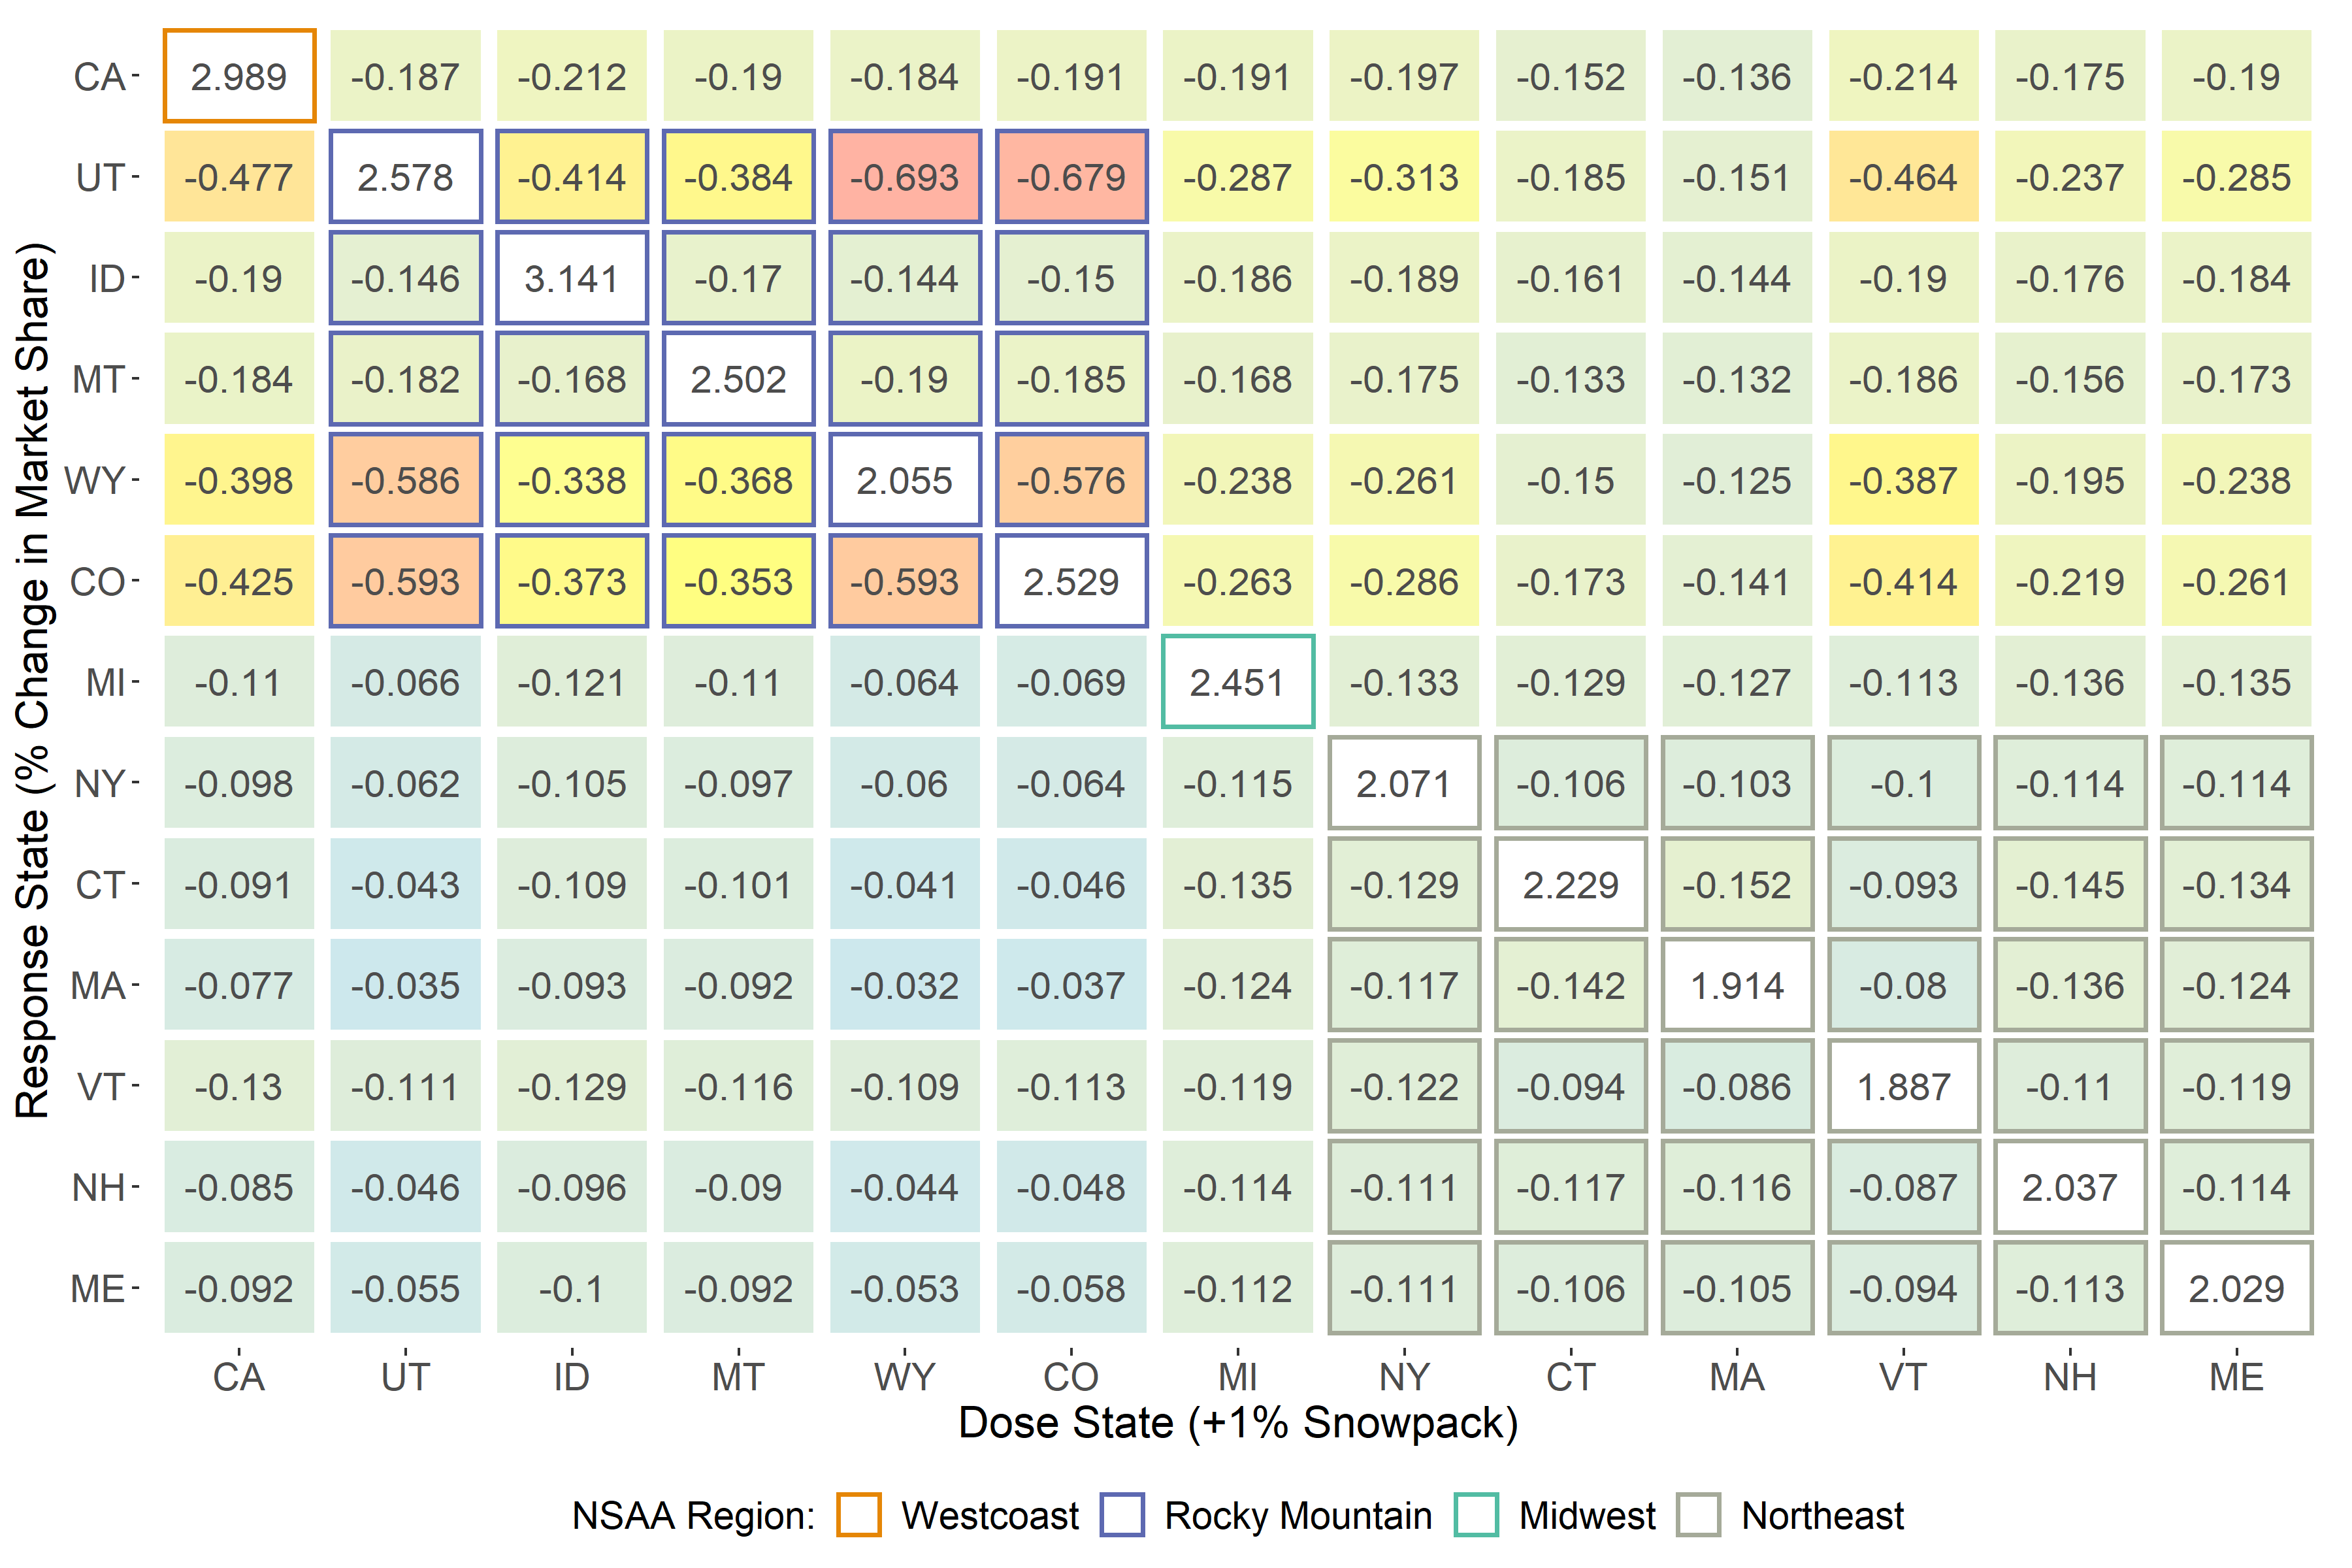 CA 2.989 -0.187 -0.212 -0.19 -0.184 -0.191 -0.191 -0.197 -0.152 -0.136 -0.214 -0.175 -0.19
UT -0.477 2.578 -0.414 -0.384 -0.693 -0.679 -0.287 -0.313 -0.185 -0.151 -0.464 -0.237 -0.285
ID -0.19 -0.146 3.141 -0.17 -0.144 -0.15 -0.186 -0.189 -0.161 -0.144 -0.19 -0.176 -0.184
MT -0.184 -0.182 -0.168 2.502 -0.19 -0.185 -0.168 -0.175 -0.133 -0.132 -0.186 -0.156 -0.173
WY -0.398 -0.586 -0.338 -0.368 2.055 -0.576 -0.238 -0.261 -0.15 -0.125 -0.387 -0.195 -0.238
CO -0.425 -0.593 -0.373 -0.353 -0.593 2.529 -0.263 -0.286 -0.173 -0.141 -0.414 -0.219 -0.261
MI -0.11 -0.066 -0.121 -0.11 -0.064 -0.069 2.451 -0.133 -0.129 -0.127 -0.113 -0.136 -0.135
NY -0.098 -0.062 -0.105 -0.097 -0.06 -0.064 -0.115 2.071 -0.106 -0.103 -0.1 -0.114 -0.114
CT -0.091 -0.043 -0.109 -0.101 -0.041 -0.046 -0.135 -0.129 2.229 -0.152 -0.093 -0.145 -0.134
MA -0.077 -0.035 -0.093 -0.092 -0.032 -0.037 -0.124 -0.117 -0.142 1.914 -0.08 -0.136 -0.124
VT -0.13 -0.111 -0.129 -0.116 -0.109 -0.113 -0.119 -0.122 -0.094 -0.086 1.887 -0.11 -0.119
NH -0.085 -0.046 -0.096 -0.09 -0.044 -0.048 -0.114 -0.111 -0.117 -0.116 -0.087 2.037 -0.114
ME -0.092 -0.055 -0.1 -0.092 -0.053 -0.058 -0.112 -0.111 -0.106 -0.105 -0.094 -0.113 2.029
CA UT ID MT WY CO MI NY CT MA VT NH ME
Response State (% Change in Market Share)
Dose State (+1% Snowpack)
NSAA Region: Westcoast Rocky Mountain Midwest Northeast